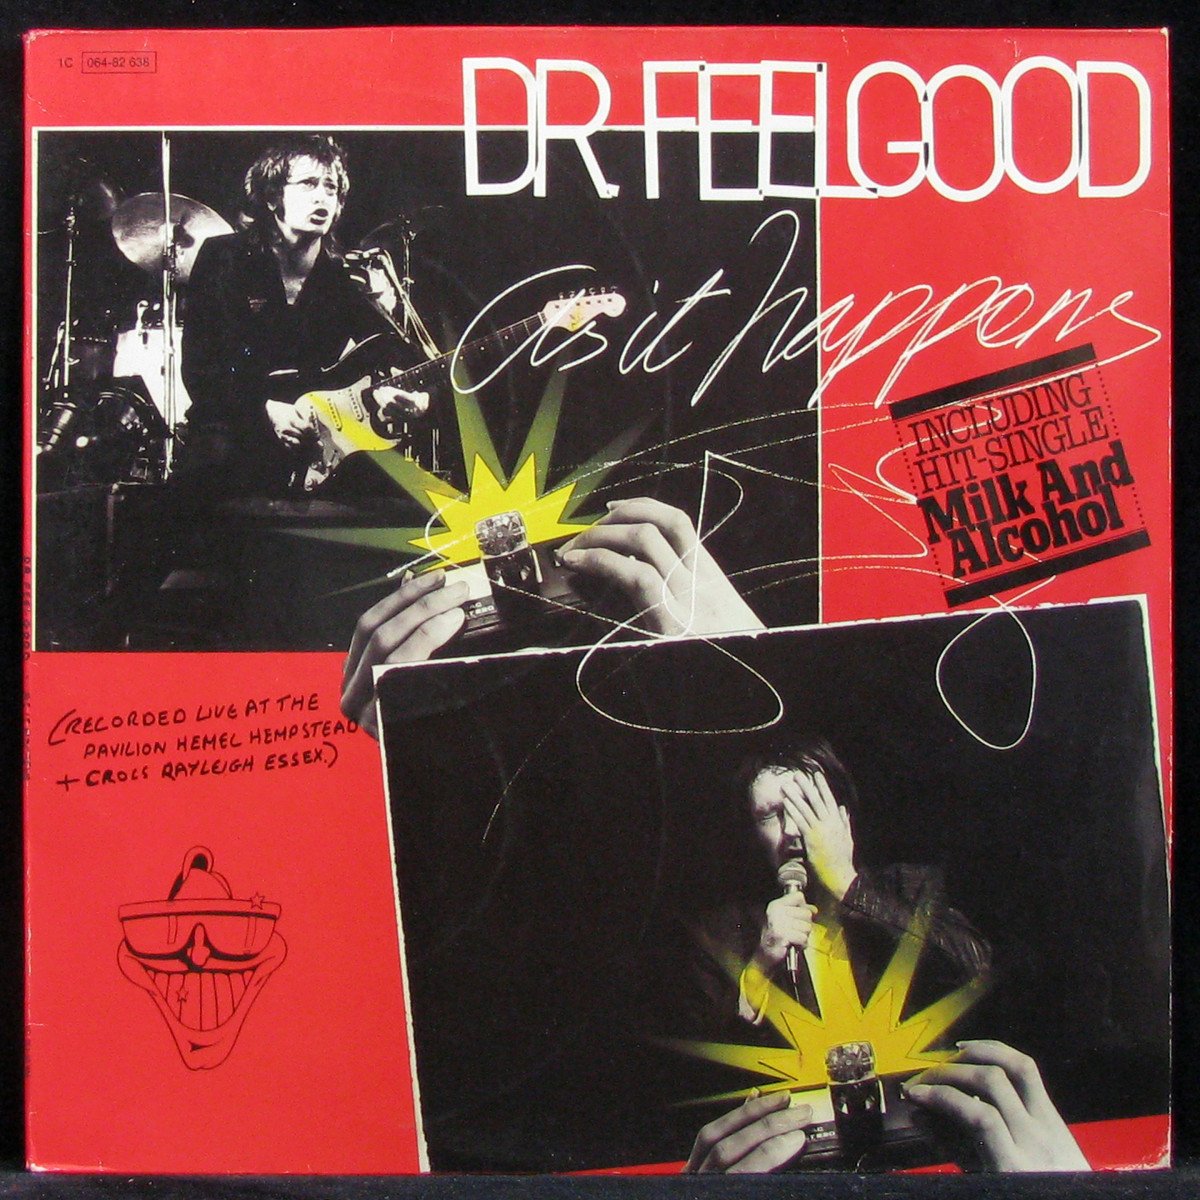 1C 064-82 638
DR. FEELGOOD
As it happens
INCLUDING
HIT-SINGLE
Milk And
Alcohol
(RECORDED LIVE AT THE
PAVILION HEMEL HEMPSTEAD
+ CROCS RAYLEIGH ESSEX.)